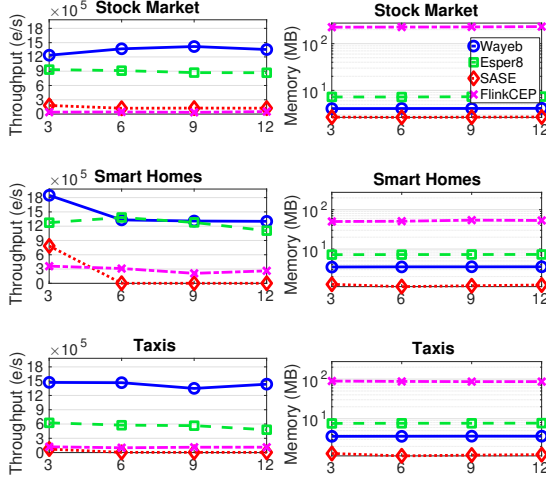 Stock Market
Throughput (e/s)
×10^5
18
15
12
9
6
3
0
3 6 9 12
Stock Market
Memory (MB)
10^2
10^1
3 6 9 12
Wayeb
Esper8
SASE
FlinkCEP
Smart Homes
Throughput (e/s)
×10^5
18
15
12
9
6
3
0
3 6 9 12
Smart Homes
Memory (MB)
10^2
10^1
3 6 9 12
Taxis
Throughput (e/s)
×10^5
18
15
12
9
6
3
0
3 6 9 12
Taxis
Memory (MB)
10^2
10^1
3 6 9 12